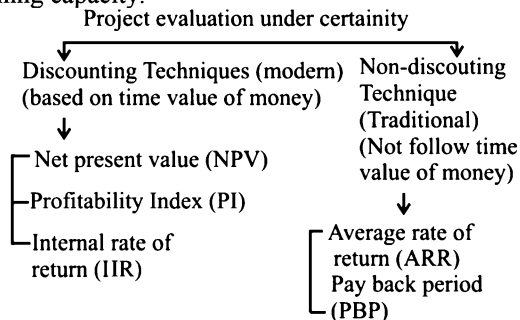 ning capacity.
Project evaluation under certainity
Discounting Techniques (modern)
(based on time value of money)
Net present value (NPV)
Profitability Index (PI)
Internal rate of
return (IIR)
Non-discouting
Technique
(Traditional)
(Not follow time
value of money)
Average rate of
return (ARR)
Pay back period
(PBP)